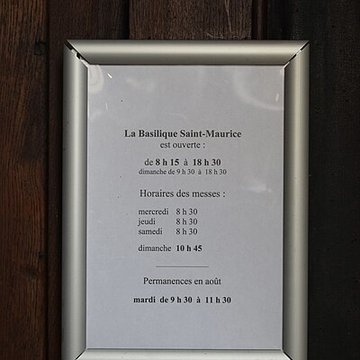 La Basilique Saint-Maurice
est ouverte :
de 8 h 15 à 18 h 30
dimanche de 9 h 30 à 18 h 30
Horaires des messes :
mercredi 8 h 30
jeudi 8 h 30
samedi 8 h 30
dimanche 10 h 45
Permanences en août
mardi de 9 h 30 à 11 h 30